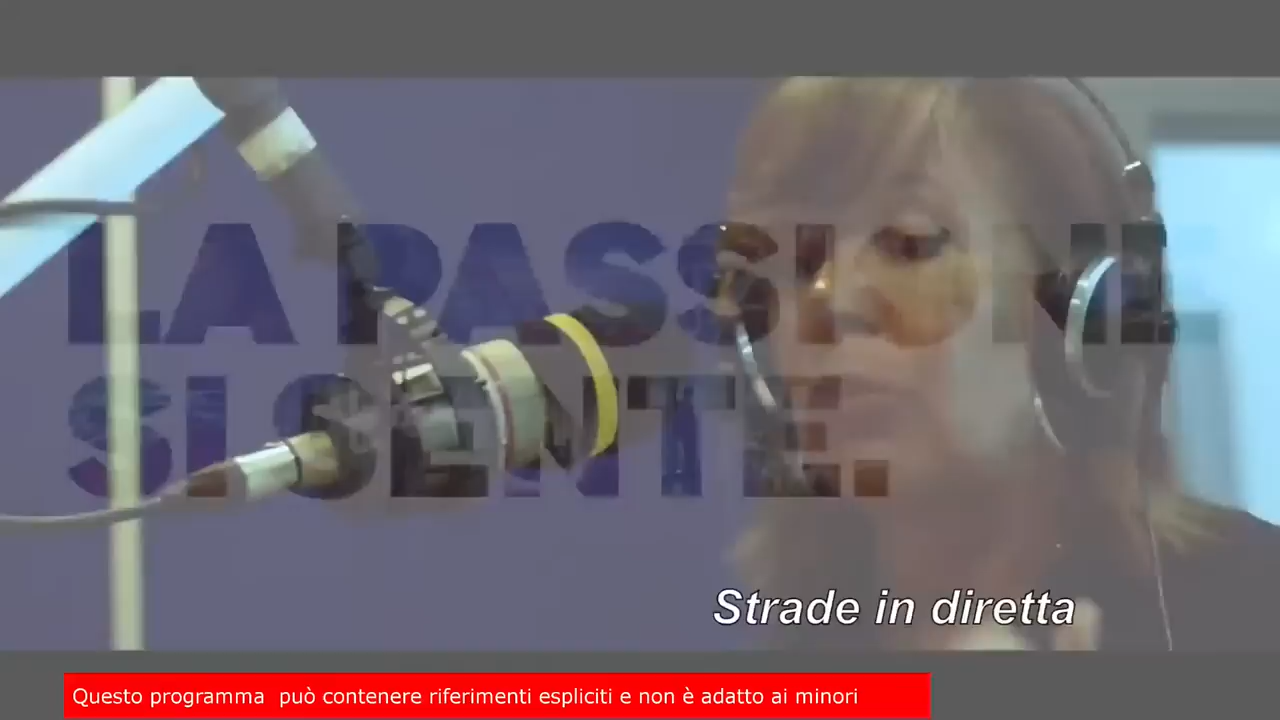 LA PASSIONE
SI SENTE.
Strade in diretta
Questo programma  può contenere riferimenti espliciti e non è adatto ai minori